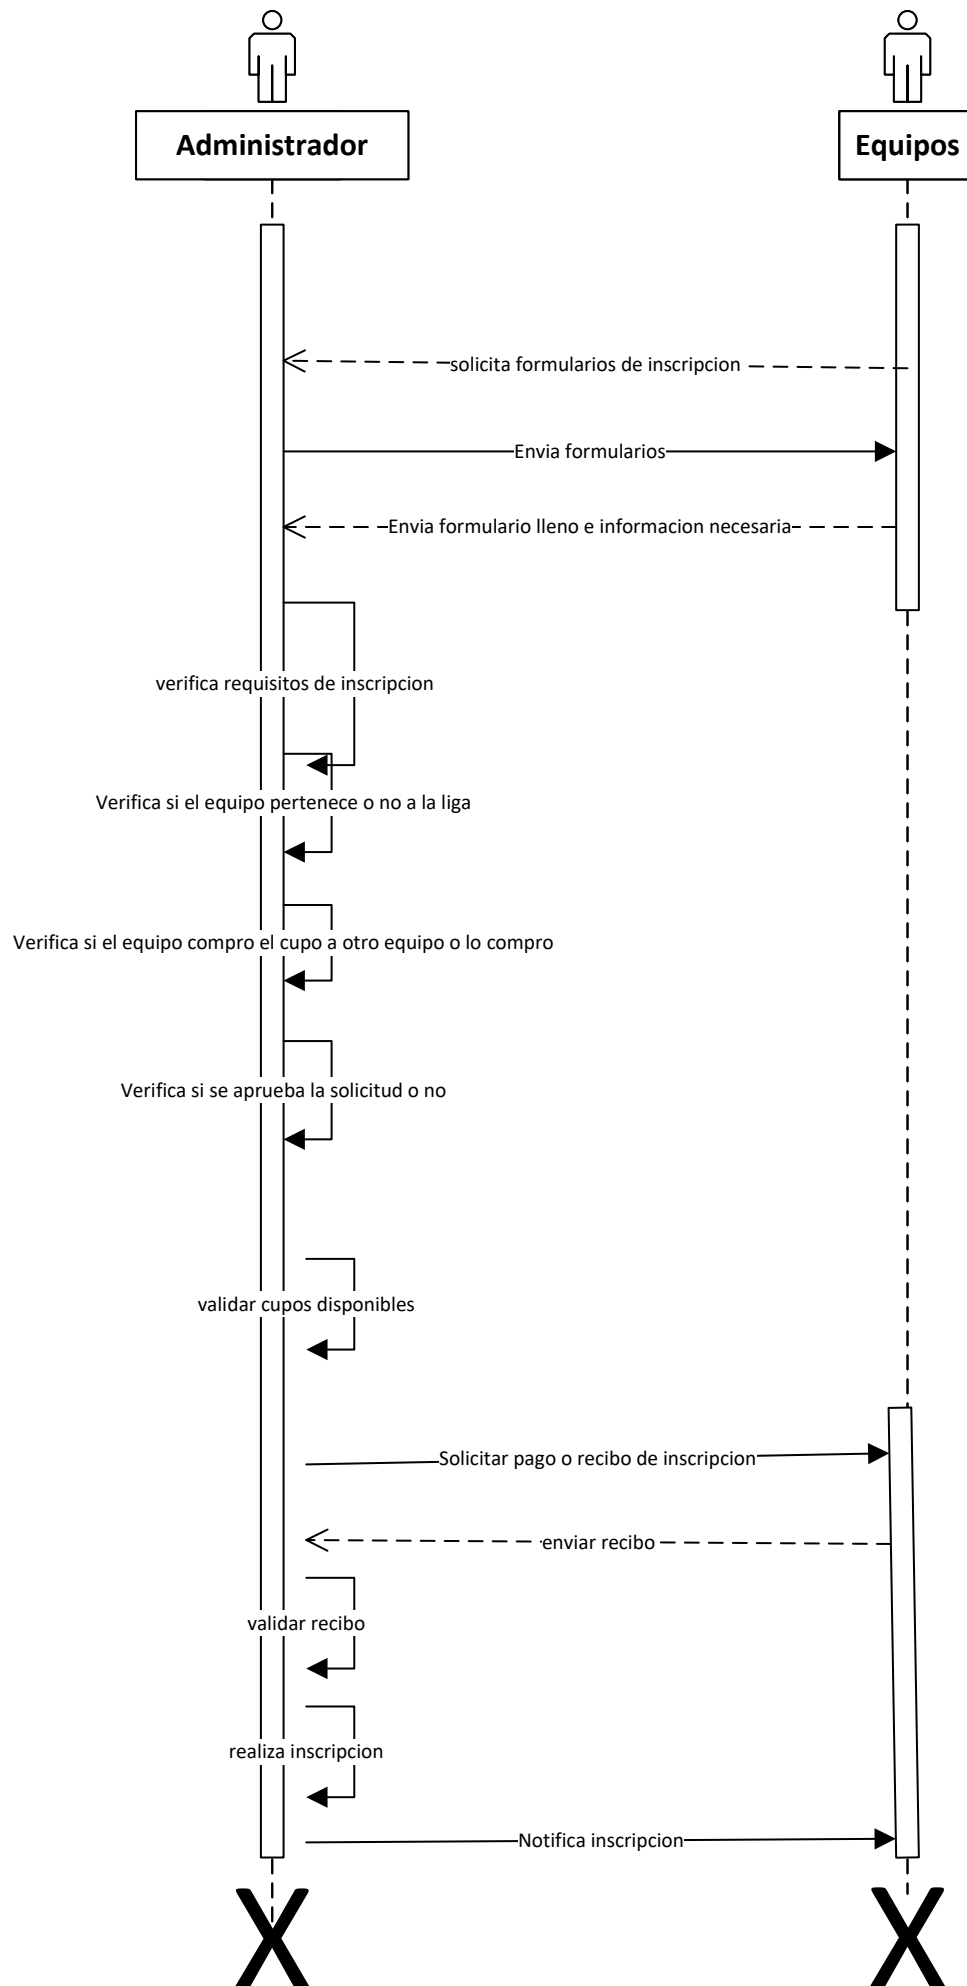 Administrador
Equipos
solicita formularios de inscripcion
Envia formularios
Envia formulario lleno e informacion necesaria
verifica requisitos de inscripcion
Verifica si el equipo pertenece o no a la liga
Verifica si el equipo compro el cupo a otro equipo o lo compro
Verifica si se aprueba la solicitud o no
validar cupos disponibles
Solicitar pago o recibo de inscripcion
enviar recibo
validar recibo
realiza inscripcion
Notifica inscripcion